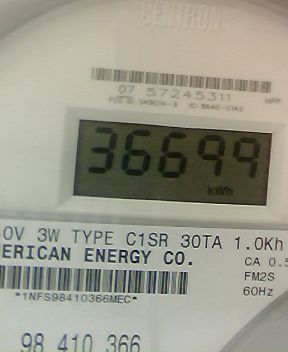 CENTRON
07 57245311
36699
kWh
0V 3W TYPE C1SR 30TA 1.0Kh
ERICAN ENERGY CO.
CA 0.5
FM2S
60Hz
*1NFS98410366MEC*
98 410 366